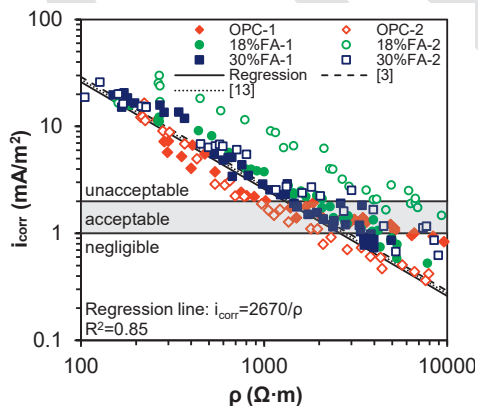 100
10
1
0.1
i_corr (mA/m²)
OPC-1 OPC-2
18%FA-1 18%FA-2
30%FA-1 30%FA-2
Regression [3]
[13]
unacceptable
acceptable
negligible
Regression line: i_corr=2670/ρ
R²=0.85
100 1000 10000
ρ (Ω·m)